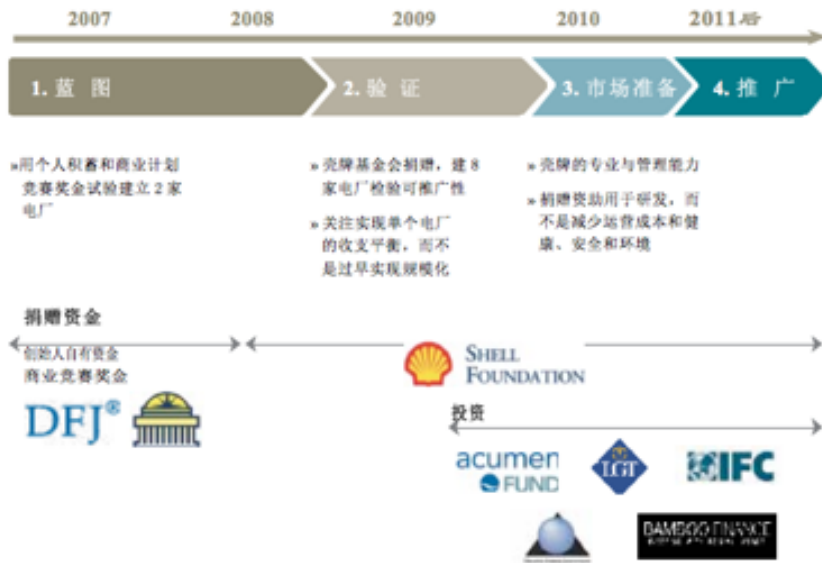 2007 2008 2009 2010 2011后
1. 蓝 图 2. 验 证 3. 市场准备 4. 推 广
»用个人积蓄和商业计划
竞赛奖金试验建立 2 家
电厂
» 壳牌基金会捐赠，建 8
家电厂检验可推广性
» 关注实现单个电厂
的收支平衡，而不
是过早实现规模化
» 壳牌的专业与管理能力
» 捐赠资助用于研发，而
不是减少运营成本和健
康、安全和环境
捐赠资金
创始人自有资金
商业竞赛奖金
DFJ®
SHELL
FOUNDATION
投资
acumen
FUND
LGT
IFC
BAMBOO FINANCE